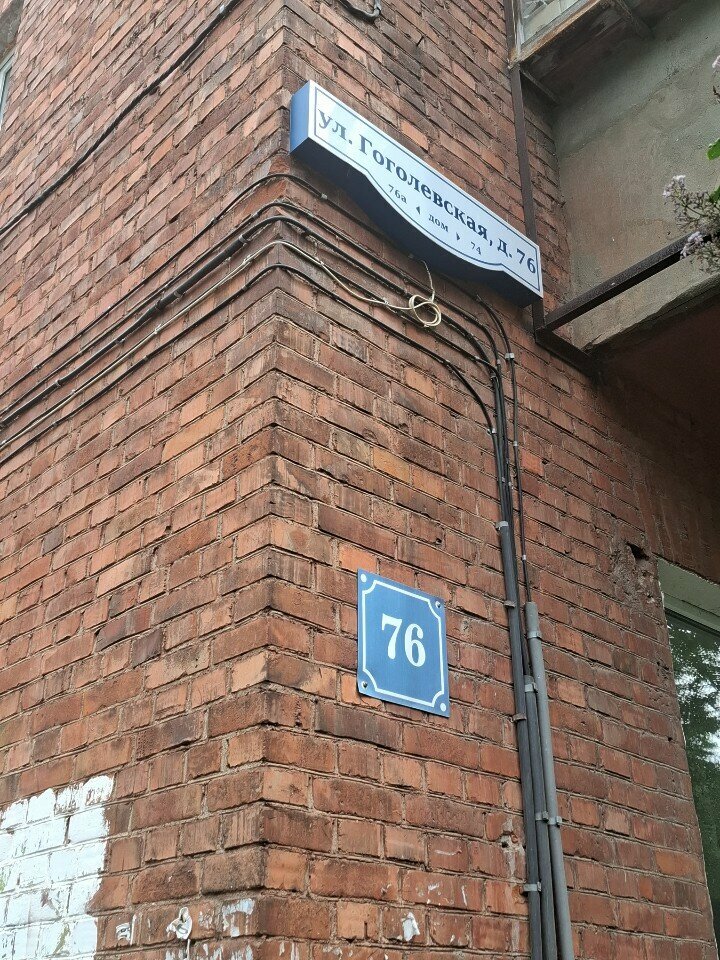 ул. Гоголевская, д. 76
76а ◂ дом ▸ 74
76